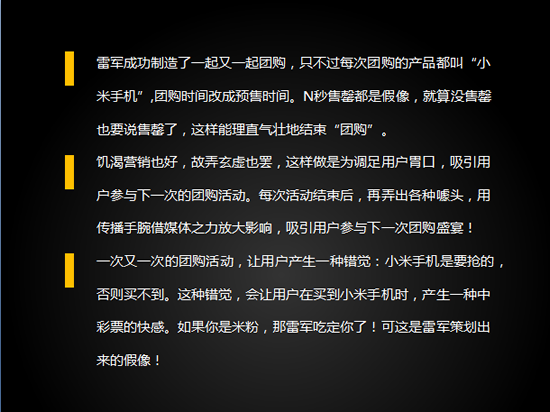 雷军成功制造了一起又一起团购，只不过每次团购的产品都叫“小
米手机”,团购时间改成预售时间。N秒售罄都是假像，就算没售罄
也要说售罄了，这样能理直气壮地结束“团购”。
饥渴营销也好，故弄玄虚也罢，这样做是为调足用户胃口，吸引用
户参与下一次的团购活动。每次活动结束后，再弄出各种噱头，用
传播手腕借媒体之力放大影响，吸引用户参与下一次团购盛宴！
一次又一次的团购活动，让用户产生一种错觉：小米手机是要抢的，
否则买不到。这种错觉，会让用户在买到小米手机时，产生一种中
彩票的快感。如果你是米粉，那雷军吃定你了！可这是雷军策划出
来的假像！